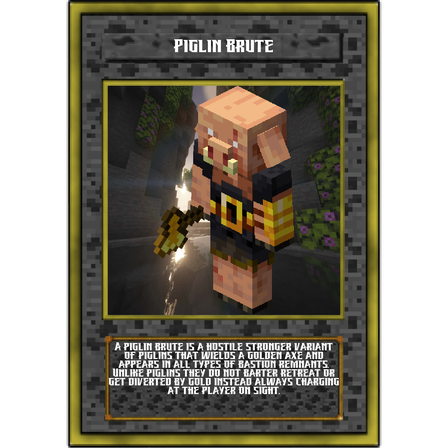 PIGLIN BRUTE
A PIGLIN BRUTE IS A HOSTILE STRONGER VARIANT
OF PIGLINS THAT WIELDS A GOLDEN AXE AND
APPEARS IN ALL TYPES OF BASTION REMNANTS.
UNLIKE PIGLINS THEY DO NOT BARTER RETREAT OR
GET DIVERTED BY GOLD INSTEAD ALWAYS CHARGING
AT THE PLAYER ON SIGHT.